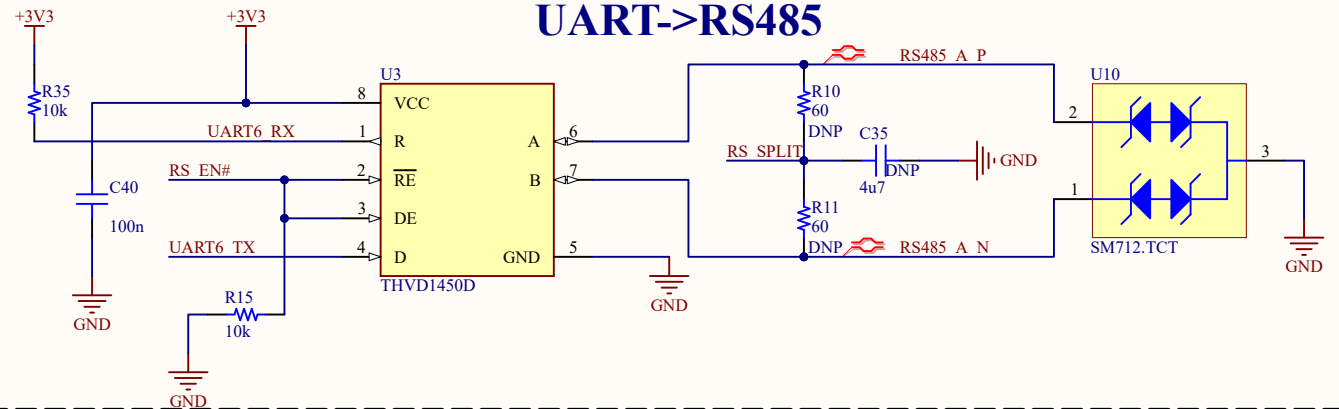 UART->RS485
+3V3
+3V3
R35
10k
UART6_RX
RS_EN#
UART6_TX
C40
100n
GND
R15
10k
GND
U3
8
VCC
1
R
2
RE
3
DE
4
D
A
6
B
7
GND
5
THVD1450D
GND
R10
60
DNP
RS_SPLIT
C35
DNP
4u7
GND
R11
60
DNP
RS485_A_P
RS485_A_N
U10
2
1
3
SM712.TCT
GND